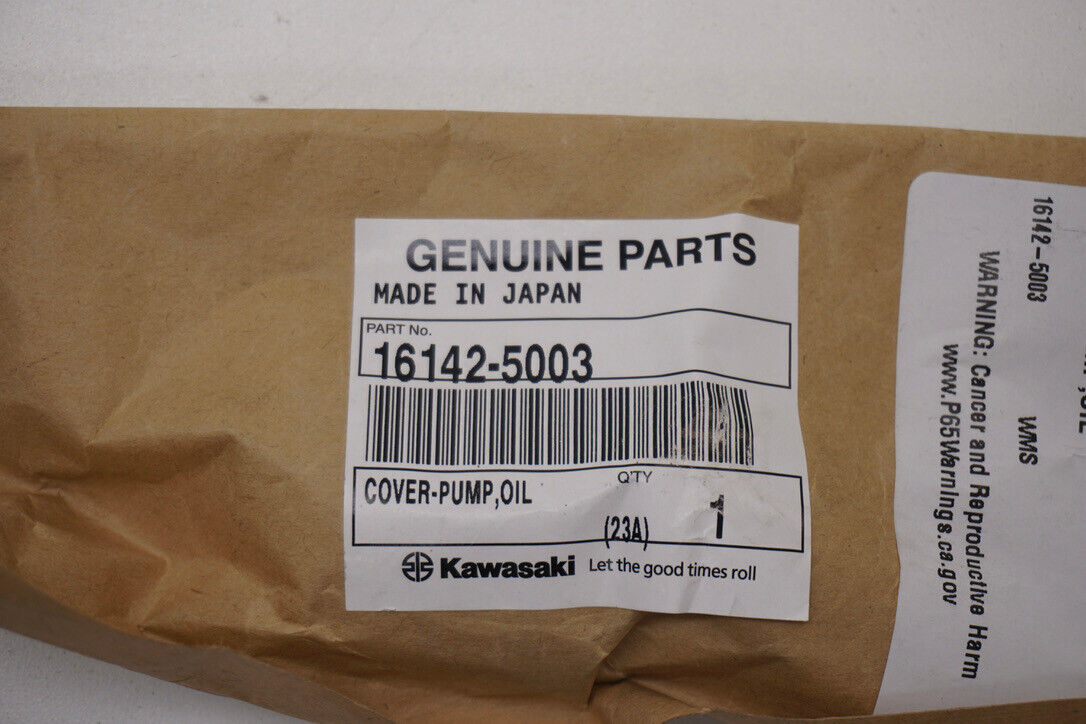 GENUINE PARTS
MADE IN JAPAN
PART No.
16142-5003
COVER-PUMP,OIL
Q'TY
(23A)
1
Kawasaki Let the good times roll
16142-5003
WMS
WARNING: Cancer and Reproductive Harm
www.P65Warnings.ca.gov